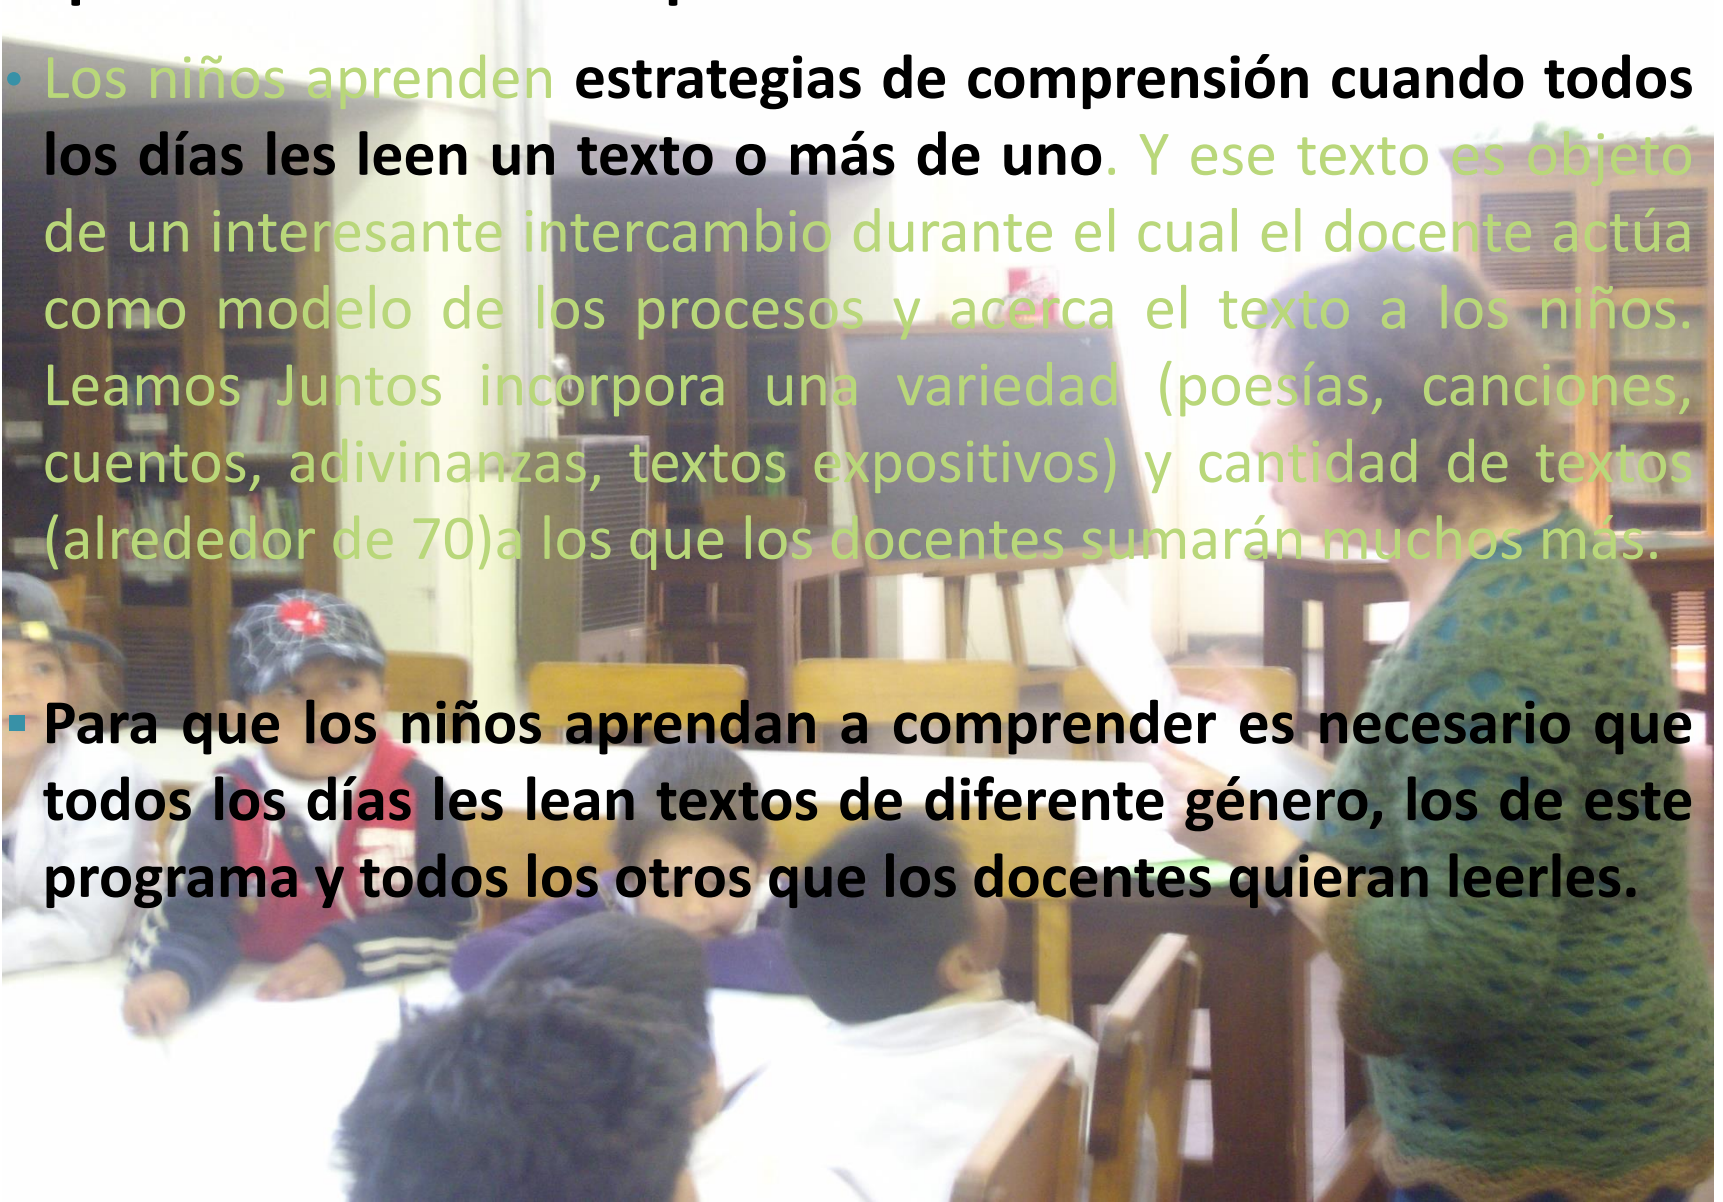 • Los niños aprenden estrategias de comprensión cuando todos
los días les leen un texto o más de uno. Y ese texto es objeto
de un interesante intercambio durante el cual el docente actúa
como modelo de los procesos y acerca el texto a los niños.
Leamos Juntos incorpora una variedad (poesías, canciones,
cuentos, adivinanzas, textos expositivos) y cantidad de textos
(alrededor de 70)a los que los docentes sumarán muchos más.
▪ Para que los niños aprendan a comprender es necesario que
todos los días les lean textos de diferente género, los de este
programa y todos los otros que los docentes quieran leerles.